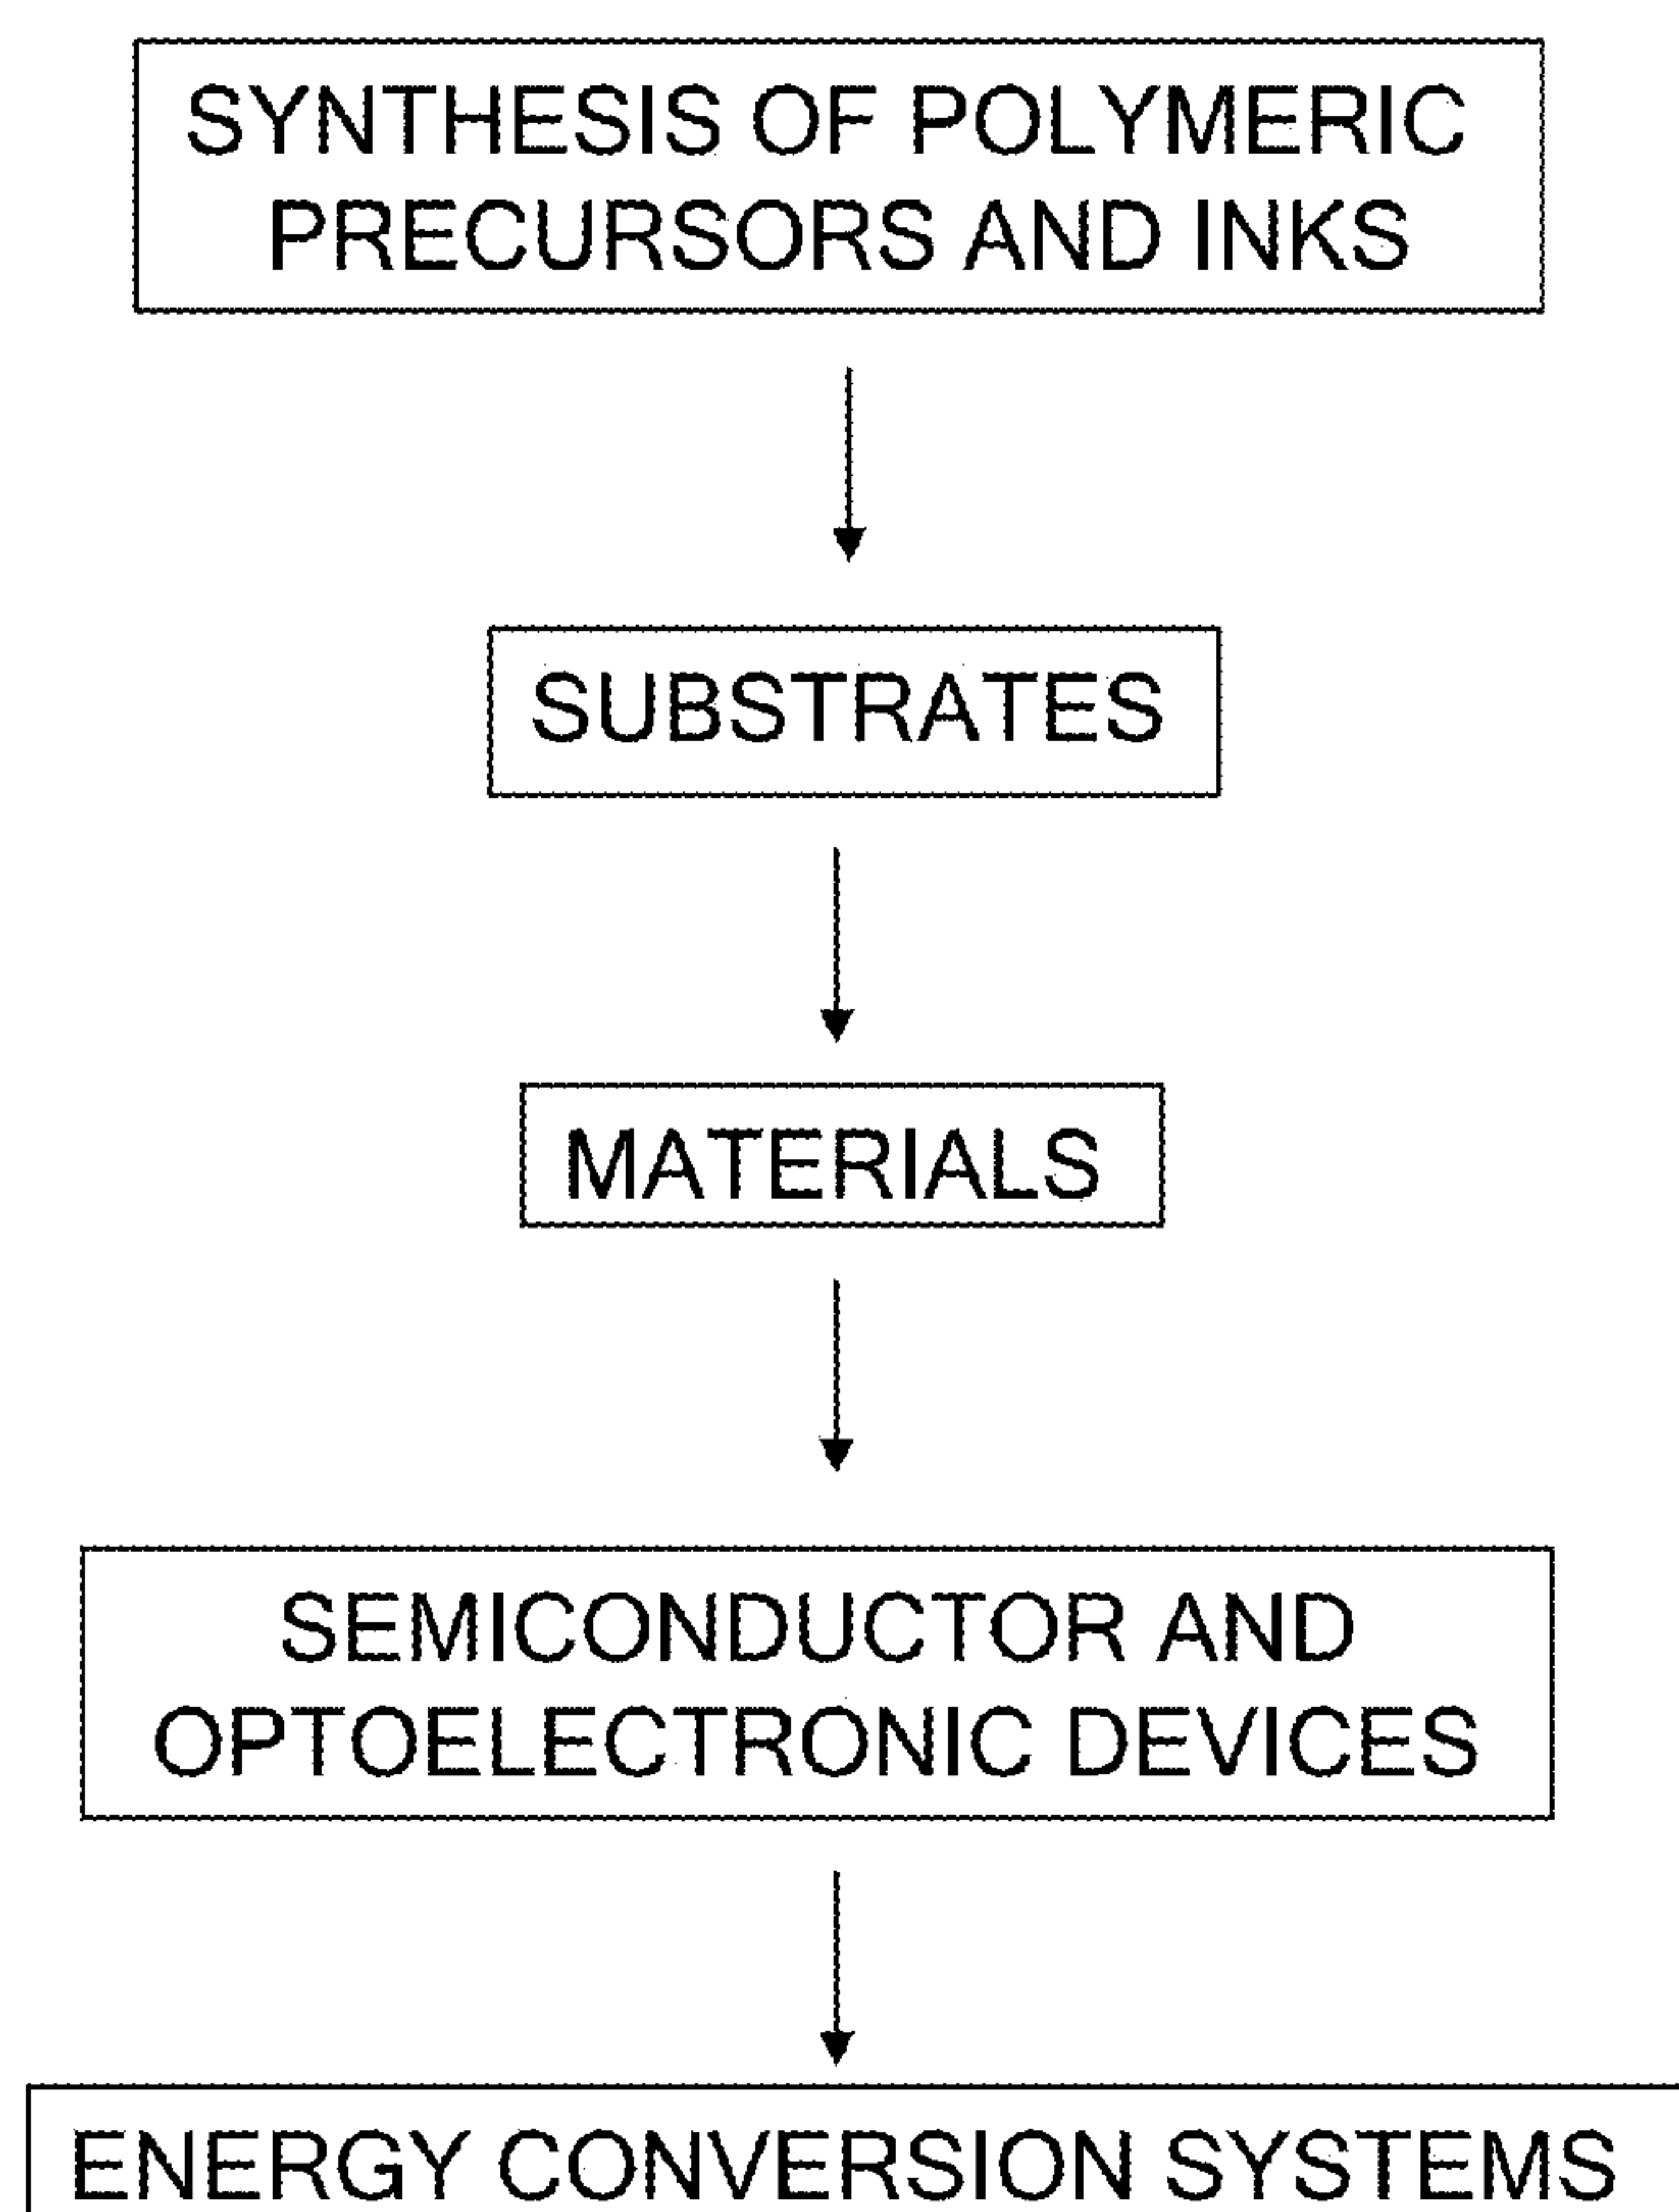 SYNTHESIS OF POLYMERIC
PRECURSORS AND INKS
SUBSTRATES
MATERIALS
SEMICONDUCTOR AND
OPTOELECTRONIC DEVICES
ENERGY CONVERSION SYSTEMS